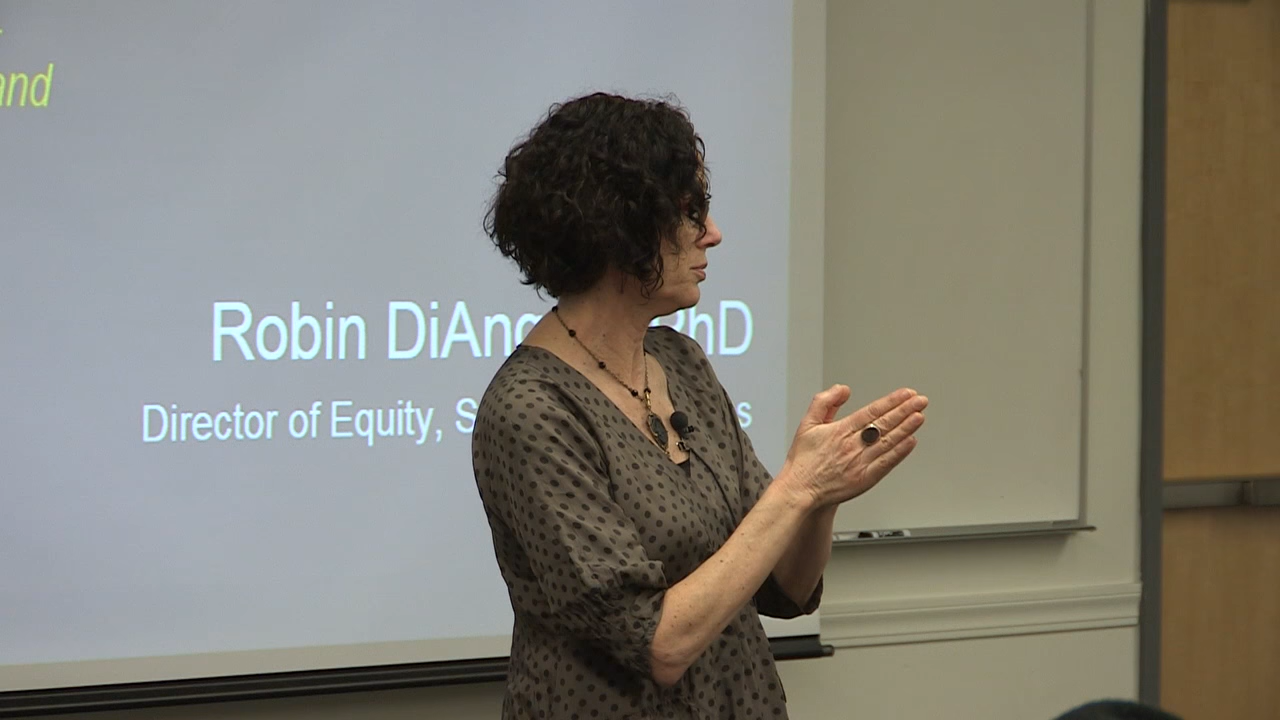 and
Robin DiAng PhD
Director of Equity, S s